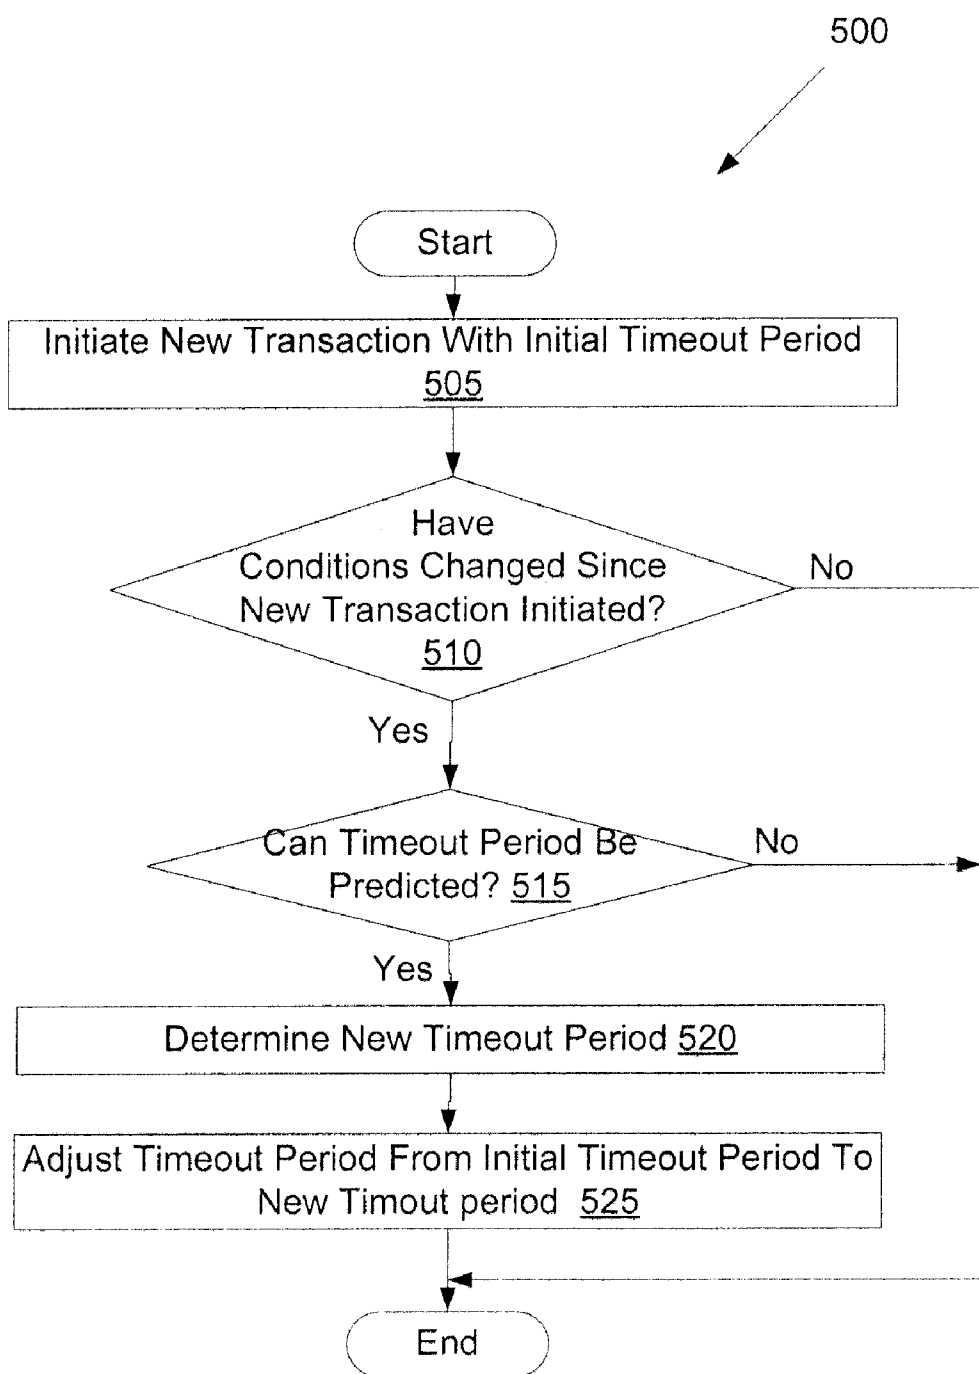 500
Start
Initiate New Transaction With Initial Timeout Period
505
Have
Conditions Changed Since
New Transaction Initiated?
510
No
Yes
Can Timeout Period Be
Predicted? 515
No
Yes
Determine New Timeout Period 520
Adjust Timeout Period From Initial Timeout Period To
New Timout period 525
End